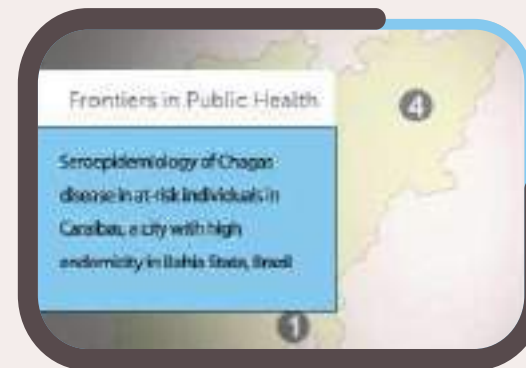 Frontiers in Public Health
4
Seroepidemiology of Chagas
disease in at-risk individuals in
Caraíbas, a city with high
endemicity in Bahia State, Brazil
1